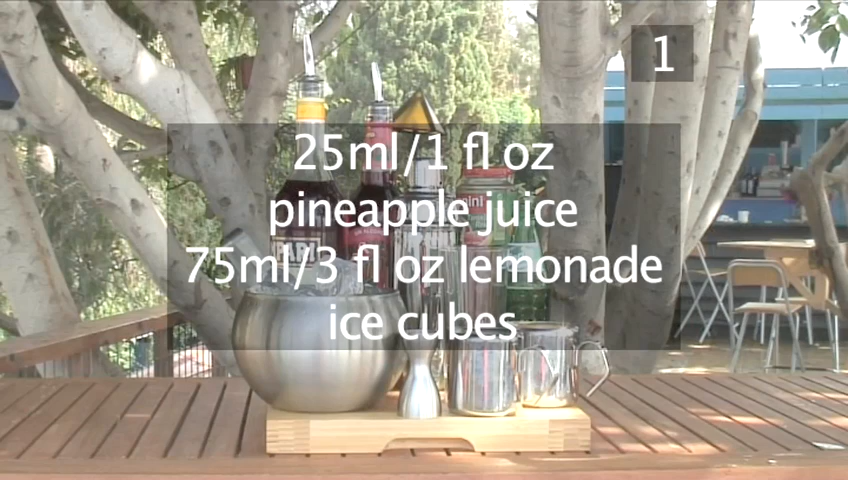 1
25ml/1 fl oz
pineapple juice
75ml/3 fl oz lemonade
ice cubes